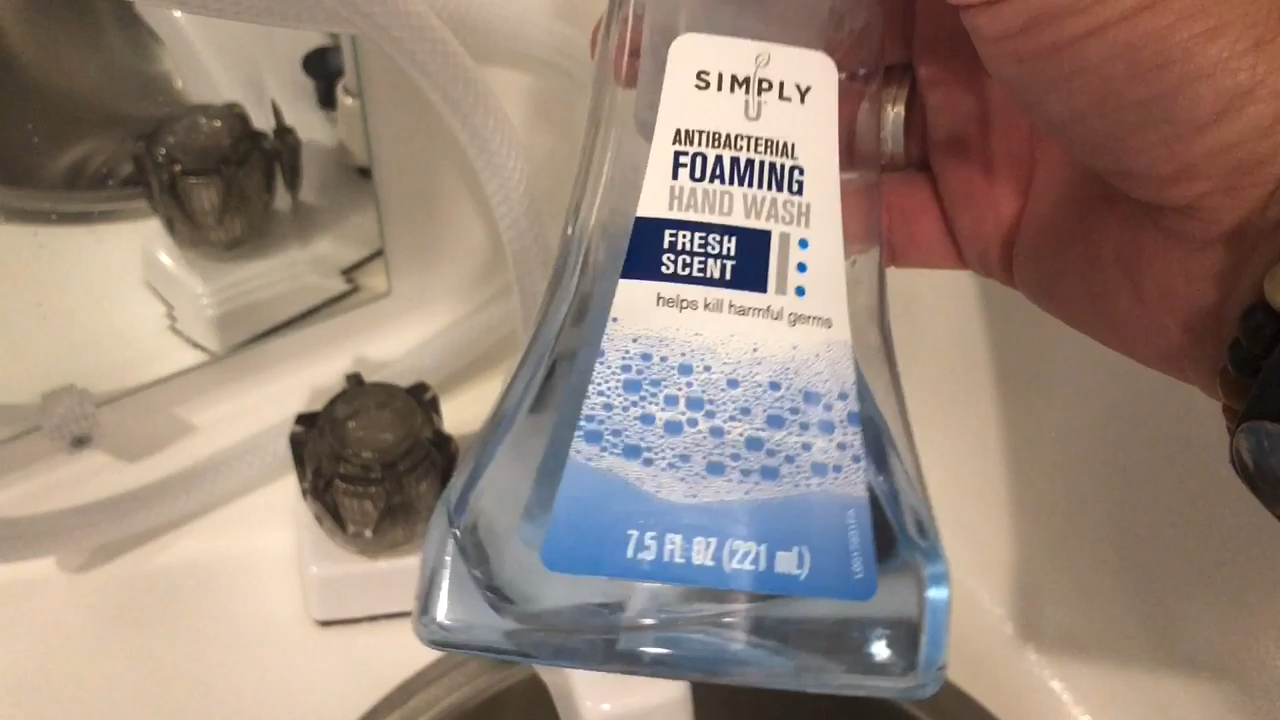 SIMPLY
U
ANTIBACTERIAL
FOAMING
HAND WASH
FRESH
SCENT
helps kill harmful germs
7.5 FL OZ (221 mL)